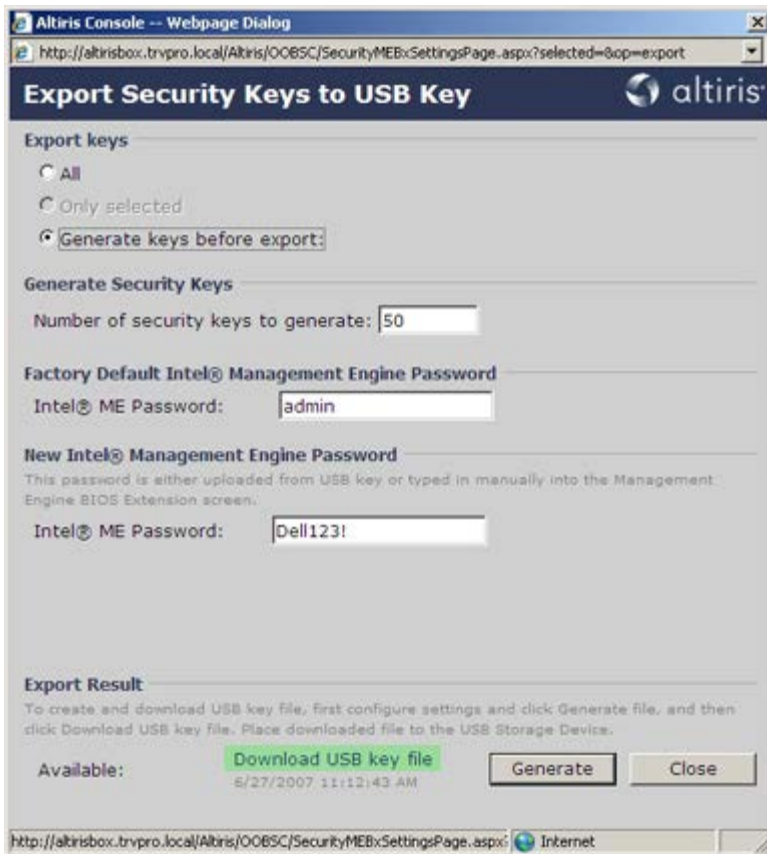 Altiris Console -- Webpage Dialog
http://altirisbox.trvpro.local/Altiris/OOBSC/SecurityMEBxSettingsPage.aspx?selected=&op=export
Export Security Keys to USB Key
altiris
Export keys
All
Only selected
Generate keys before export:
Generate Security Keys
Number of security keys to generate: 50
Factory Default Intel® Management Engine Password
Intel® ME Password: admin
New Intel® Management Engine Password
This password is either uploaded from USB key or typed in manually into the Management
Engine BIOS Extension screen.
Intel® ME Password: Dell123!
Export Result
To create and download USB key file, first configure settings and click Generate file, and then
click Download USB key file. Place downloaded file to the USB Storage Device.
Available: Download USB key file Generate Close
6/27/2007 11:12:43 AM
http://altirisbox.trvpro.local/Altiris/OOBSC/SecurityMEBxSettingsPage.aspx? Internet